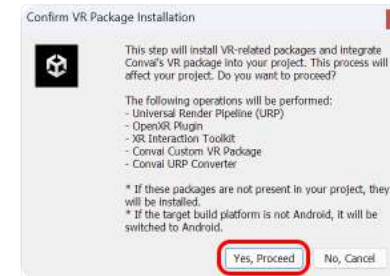 Confirm VR Package Installation
This step will install VR-related packages and integrate
Convai's VR package into your project. This process will
affect your project. Do you want to proceed?
The following operations will be performed:
- Universal Render Pipeline (URP)
- OpenXR Plugin
- XR Interaction Toolkit
- Convai Custom VR Package
- Convai URP Converter
* If these packages are not present in your project, they
will be installed.
* If the target build platform is not Android, it will be
switched to Android.
Yes, Proceed
No, Cancel